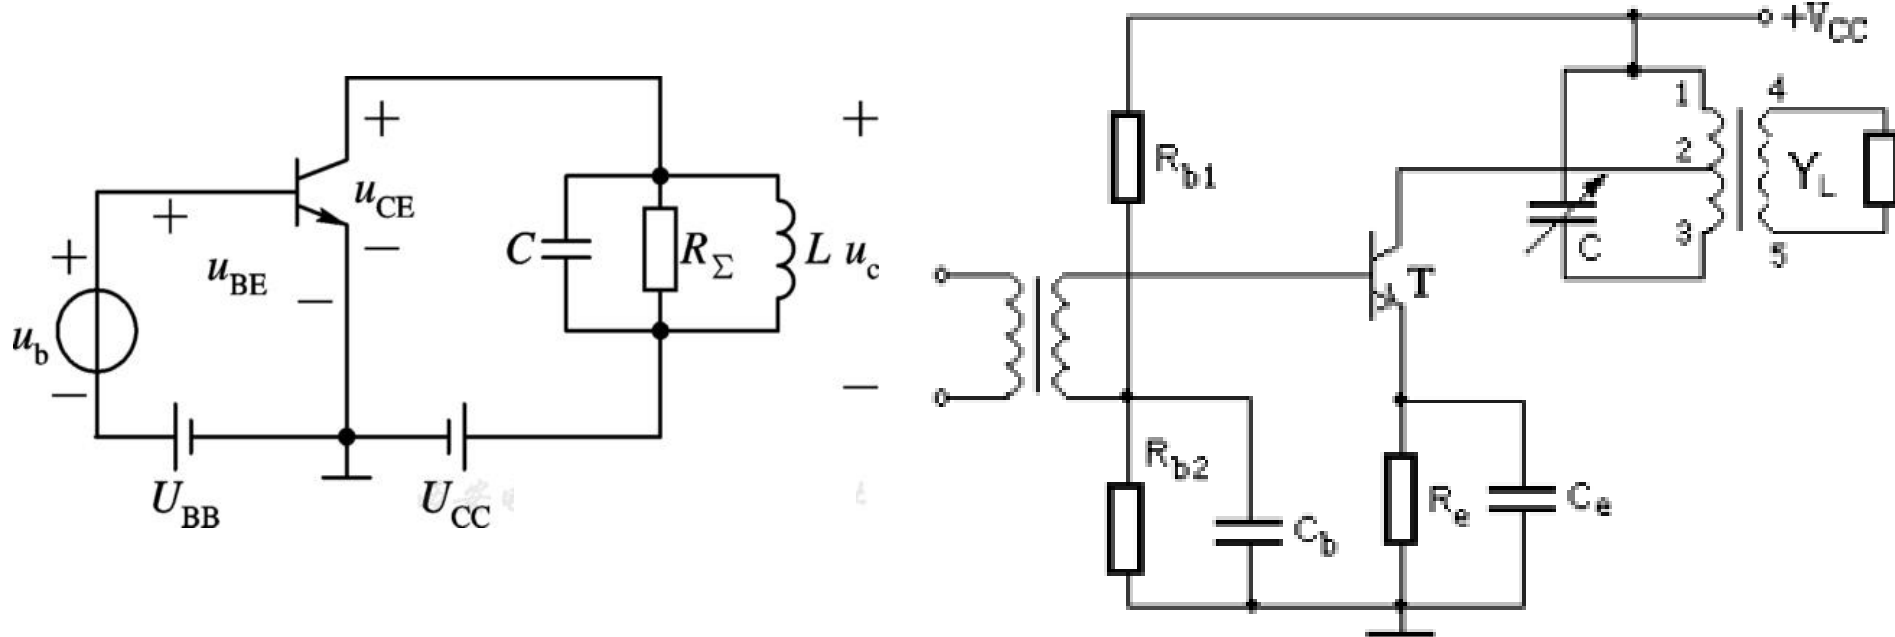 +
u_CE
−
+
u_BE
−
+
u_b
−
U_BB
U_CC
C
R_Σ
L
+
u_c
−
+V_CC
R_b1
R_b2
C_b
T
R_e
C_e
C
1
2
3
4
5
Y_L